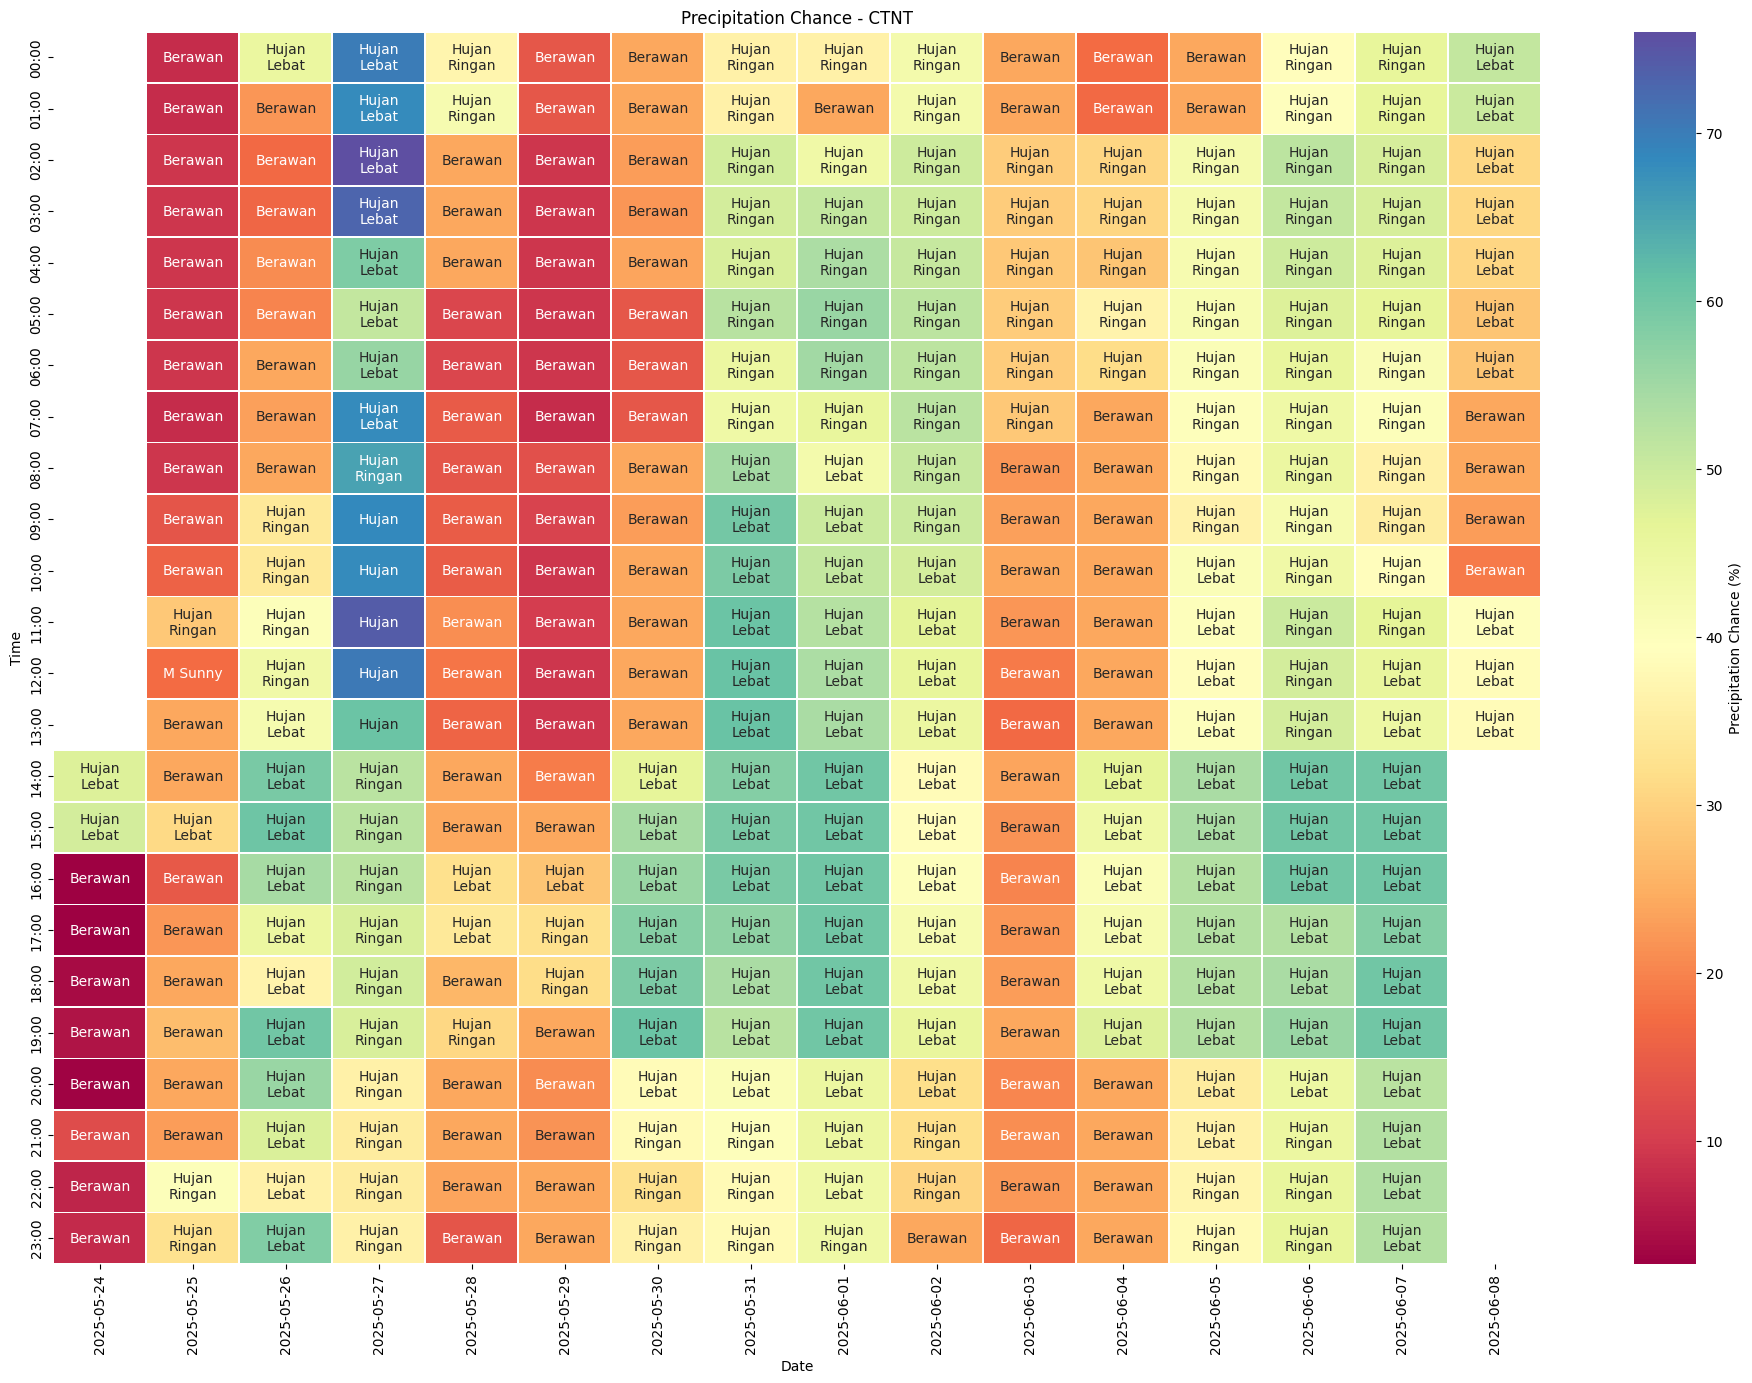 Precipitation Chance - CTNT
00:00 Berawan Hujan Lebat Hujan Lebat Hujan Ringan Berawan Berawan Hujan Ringan Hujan Ringan Hujan Ringan Berawan Berawan Berawan Hujan Ringan Hujan Ringan Hujan Lebat
01:00 Berawan Berawan Hujan Lebat Hujan Ringan Berawan Berawan Hujan Ringan Berawan Hujan Ringan Berawan Berawan Berawan Hujan Ringan Hujan Ringan Hujan Lebat
02:00 Berawan Berawan Hujan Lebat Berawan Berawan Berawan Hujan Ringan Hujan Ringan Hujan Ringan Hujan Ringan Hujan Ringan Hujan Ringan Hujan Ringan Hujan Ringan Hujan Lebat
03:00 Berawan Berawan Hujan Lebat Berawan Berawan Berawan Hujan Ringan Hujan Ringan Hujan Ringan Hujan Ringan Hujan Ringan Hujan Ringan Hujan Ringan Hujan Ringan Hujan Lebat
04:00 Berawan Berawan Hujan Lebat Berawan Berawan Berawan Hujan Ringan Hujan Ringan Hujan Ringan Hujan Ringan Hujan Ringan Hujan Ringan Hujan Ringan Hujan Ringan Hujan Lebat
05:00 Berawan Berawan Hujan Lebat Berawan Berawan Berawan Hujan Ringan Hujan Ringan Hujan Ringan Hujan Ringan Hujan Ringan Hujan Ringan Hujan Ringan Hujan Ringan Hujan Lebat
06:00 Berawan Berawan Hujan Lebat Berawan Berawan Berawan Hujan Ringan Hujan Ringan Hujan Ringan Hujan Ringan Hujan Ringan Hujan Ringan Hujan Ringan Hujan Ringan Hujan Lebat
07:00 Berawan Berawan Hujan Lebat Berawan Berawan Berawan Hujan Ringan Hujan Ringan Hujan Ringan Hujan Ringan Berawan Hujan Ringan Hujan Ringan Hujan Ringan Berawan
08:00 Berawan Berawan Hujan Ringan Berawan Berawan Berawan Hujan Lebat Hujan Lebat Hujan Ringan Berawan Berawan Hujan Ringan Hujan Ringan Hujan Ringan Berawan
09:00 Berawan Hujan Ringan Hujan Berawan Berawan Berawan Hujan Lebat Hujan Lebat Hujan Ringan Berawan Berawan Hujan Ringan Hujan Ringan Hujan Ringan Berawan
10:00 Berawan Hujan Ringan Hujan Berawan Berawan Berawan Hujan Lebat Hujan Lebat Hujan Lebat Berawan Berawan Hujan Lebat Hujan Ringan Hujan Ringan Berawan
11:00 Hujan Ringan Hujan Ringan Hujan Berawan Berawan Berawan Hujan Lebat Hujan Lebat Hujan Lebat Berawan Berawan Hujan Lebat Hujan Ringan Hujan Ringan Hujan Lebat
12:00 M Sunny Hujan Ringan Hujan Berawan Berawan Berawan Hujan Lebat Hujan Lebat Hujan Lebat Berawan Berawan Hujan Lebat Hujan Ringan Hujan Lebat Hujan Lebat
13:00 Berawan Hujan Lebat Hujan Berawan Berawan Berawan Hujan Lebat Hujan Lebat Hujan Lebat Berawan Berawan Hujan Lebat Hujan Ringan Hujan Lebat Hujan Lebat
14:00 Hujan Lebat Berawan Hujan Lebat Hujan Ringan Berawan Berawan Hujan Lebat Hujan Lebat Hujan Lebat Hujan Lebat Berawan Hujan Lebat Hujan Lebat Hujan Lebat Hujan Lebat
15:00 Hujan Lebat Hujan Lebat Hujan Lebat Hujan Ringan Berawan Berawan Hujan Lebat Hujan Lebat Hujan Lebat Hujan Lebat Berawan Hujan Lebat Hujan Lebat Hujan Lebat Hujan Lebat
16:00 Berawan Berawan Hujan Lebat Hujan Ringan Hujan Lebat Hujan Lebat Hujan Lebat Hujan Lebat Hujan Lebat Hujan Lebat Berawan Hujan Lebat Hujan Lebat Hujan Lebat Hujan Lebat
17:00 Berawan Berawan Hujan Lebat Hujan Ringan Hujan Lebat Hujan Ringan Hujan Lebat Hujan Lebat Hujan Lebat Hujan Lebat Berawan Hujan Lebat Hujan Lebat Hujan Lebat Hujan Lebat
18:00 Berawan Berawan Hujan Lebat Hujan Ringan Berawan Hujan Ringan Hujan Lebat Hujan Lebat Hujan Lebat Hujan Lebat Berawan Hujan Lebat Hujan Lebat Hujan Lebat Hujan Lebat
19:00 Berawan Berawan Hujan Lebat Hujan Ringan Hujan Ringan Berawan Hujan Lebat Hujan Lebat Hujan Lebat Hujan Lebat Berawan Hujan Lebat Hujan Lebat Hujan Lebat Hujan Lebat
20:00 Berawan Berawan Hujan Lebat Hujan Ringan Berawan Berawan Hujan Lebat Hujan Lebat Hujan Lebat Hujan Lebat Berawan Berawan Hujan Lebat Hujan Lebat Hujan Lebat
21:00 Berawan Berawan Hujan Lebat Hujan Ringan Berawan Berawan Hujan Ringan Hujan Ringan Hujan Lebat Hujan Ringan Berawan Berawan Hujan Lebat Hujan Ringan Hujan Lebat
22:00 Berawan Hujan Ringan Hujan Lebat Hujan Ringan Berawan Berawan Hujan Ringan Hujan Ringan Hujan Lebat Hujan Ringan Berawan Berawan Hujan Ringan Hujan Ringan Hujan Lebat
23:00 Berawan Hujan Ringan Hujan Lebat Hujan Ringan Berawan Berawan Hujan Ringan Hujan Ringan Hujan Ringan Berawan Berawan Berawan Hujan Ringan Hujan Ringan Hujan Lebat
Time
2025-05-24 2025-05-25 2025-05-26 2025-05-27 2025-05-28 2025-05-29 2025-05-30 2025-05-31 2025-06-01 2025-06-02 2025-06-03 2025-06-04 2025-06-05 2025-06-06 2025-06-07 2025-06-08
Date
70
60
50
40
30
20
10
Precipitation Chance (%)